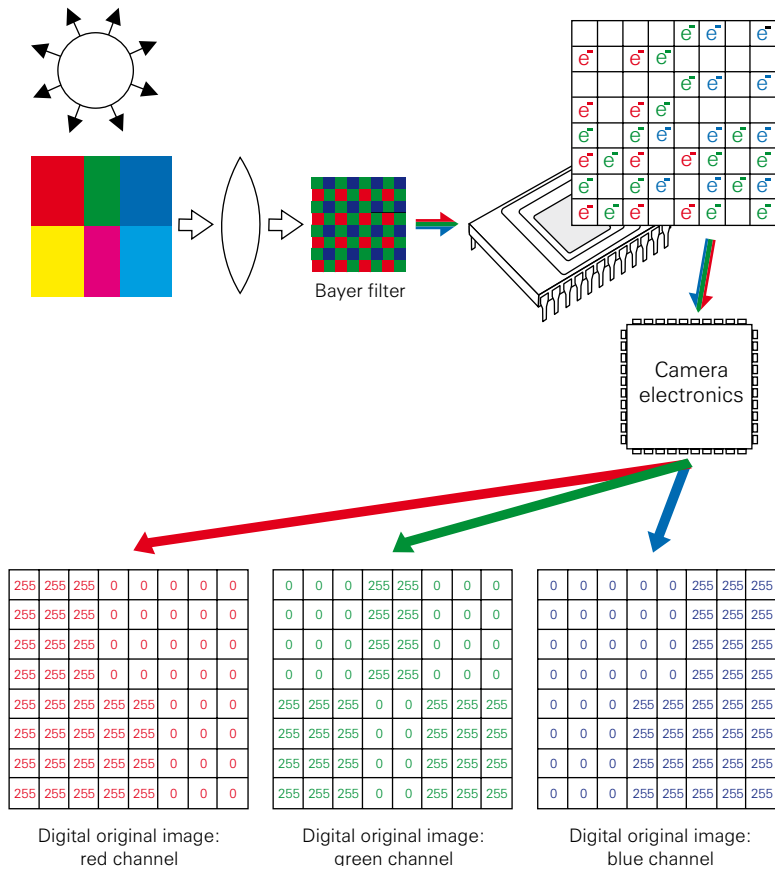 e- e- e-
e- e- e-
e- e- e-
e- e- e-
e- e- e- e- e- e-
e- e- e- e- e- e-
e- e- e- e- e- e-
e- e- e- e- e- e-
Bayer filter
Camera
electronics
255 255 255 0 0 0 0 0
255 255 255 0 0 0 0 0
255 255 255 0 0 0 0 0
255 255 255 0 0 0 0 0
255 255 255 255 255 0 0 0
255 255 255 255 255 0 0 0
255 255 255 255 255 0 0 0
255 255 255 255 255 0 0 0
Digital original image:
red channel
0 0 0 255 255 0 0 0
0 0 0 255 255 0 0 0
0 0 0 255 255 0 0 0
0 0 0 255 255 0 0 0
255 255 255 0 0 255 255 255
255 255 255 0 0 255 255 255
255 255 255 0 0 255 255 255
255 255 255 0 0 255 255 255
Digital original image:
green channel
0 0 0 0 0 255 255 255
0 0 0 0 0 255 255 255
0 0 0 0 0 255 255 255
0 0 0 0 0 255 255 255
0 0 0 255 255 255 255 255
0 0 0 255 255 255 255 255
0 0 0 255 255 255 255 255
0 0 0 255 255 255 255 255
Digital original image:
blue channel